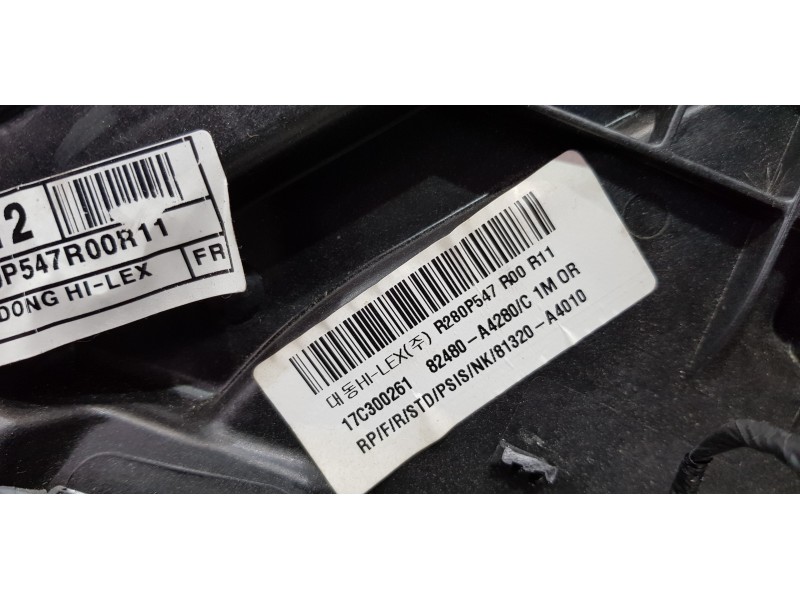 12
P547R00R11
DONG HI-LEX
FR
대동HI-LEX(주) R280P547 R00 R11
17C300261 82480-A4280/C 1M OR
RP/F/R/STD/PSIS/NK/81320-A4010